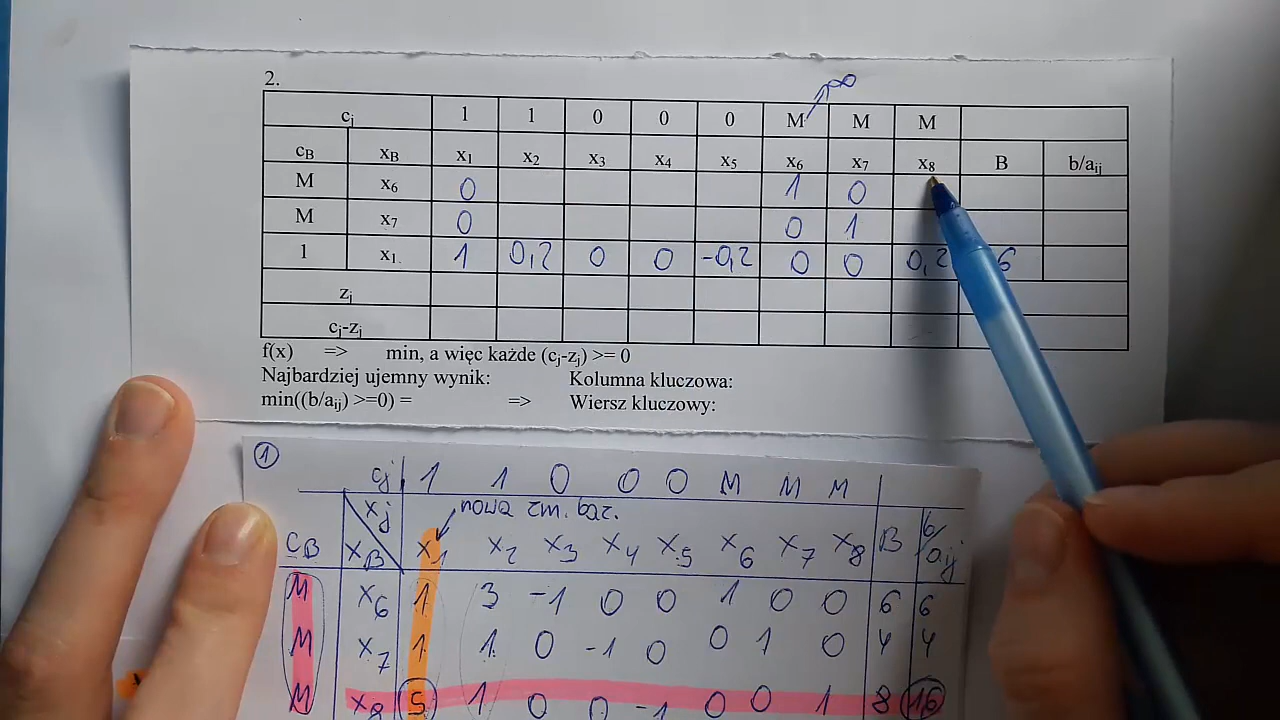 2.
∞
cj 1 1 0 0 0 M M M
cB xB x1 x2 x3 x4 x5 x6 x7 x8 B b/aij
M x6 0 1 0
M x7 0 0 1
1 x1. 1 0,2 0 0 -0,2 0 0 0,2 6
zj
cj-zj
f(x) => min, a więc każde (cj-zj) >= 0
Najbardziej ujemny wynik: Kolumna kluczowa:
min((b/aij) >=0) = => Wiersz kluczowy:
1
cj 1 1 0 0 0 M M M
xj nowa zm. baz.
cB xB x1 x2 x3 x4 x5 x6 x7 x8 B b/aij
M x6 1 3 -1 0 0 1 0 0 6 6
M x7 1 1 0 -1 0 0 1 0 4 4
M x8 5 1 0 0 -1 0 0 1 8 1,6